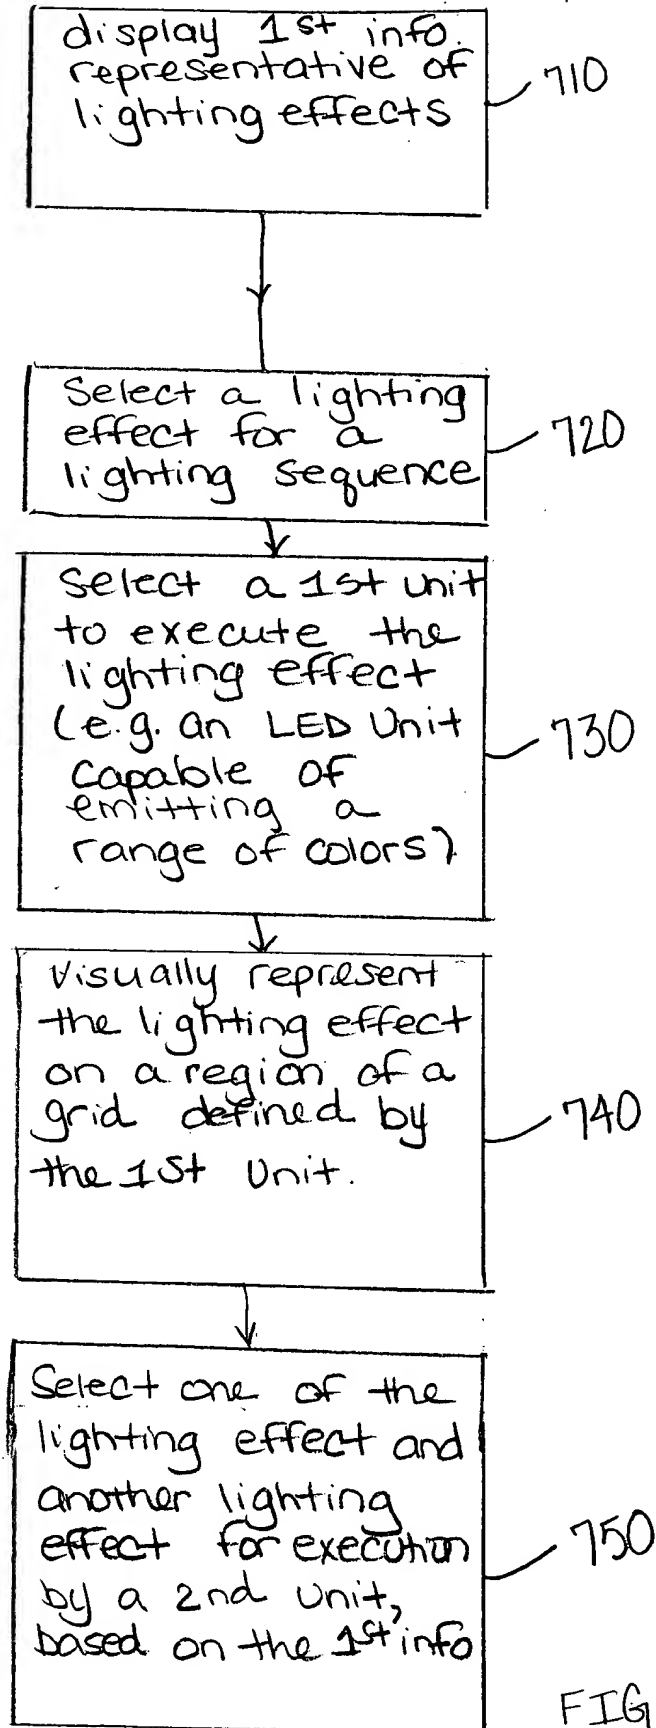 display 1st info.
representative of
lighting effects
710
Select a lighting
effect for a
lighting sequence
720
Select a 1st unit
to execute the
lighting effect
(e.g. an LED Unit
capable of
emitting a
range of colors)
730
Visually represent
the lighting effect
on a region of a
grid defined by
the 1st Unit.
740
Select one of the
lighting effect and
another lighting
effect for execution
by a 2nd Unit,
based on the 1st info
750
FIG